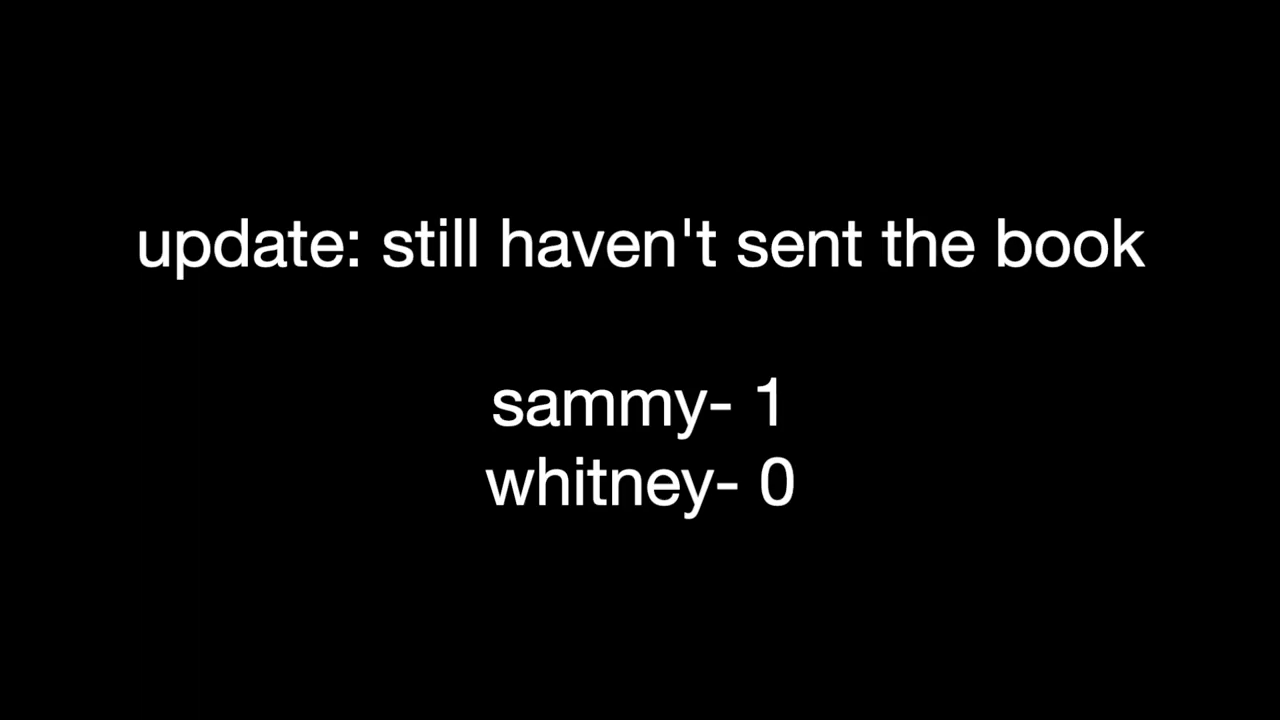 update: still haven't sent the book
sammy- 1
whitney- 0